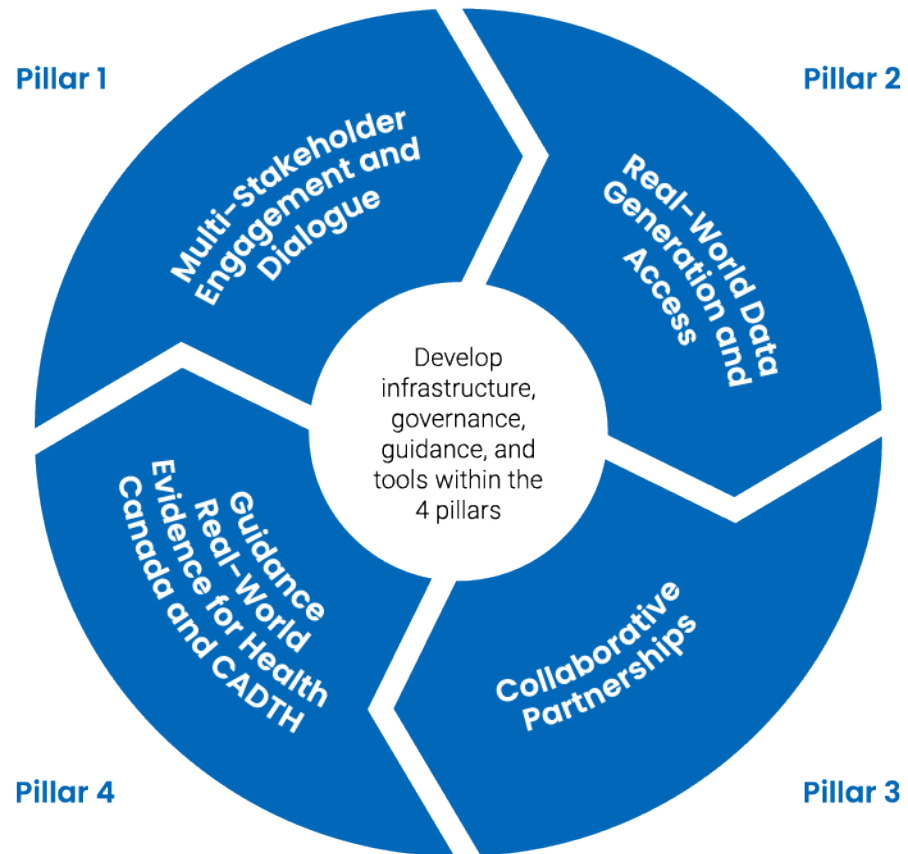 Pillar 1
Multi-Stakeholder
Engagement and
Dialogue
Pillar 2
Real-World Data
Generation and
Access
Develop
infrastructure,
governance,
guidance, and
tools within the
4 pillars
Pillar 3
Collaborative
Partnerships
Pillar 4
Guidance
Real-World
Evidence for Health
Canada and CADTH